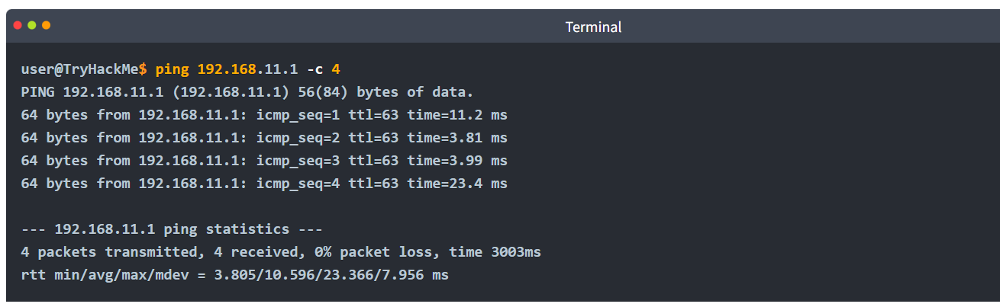 Terminal
user@TryHackMe$ ping 192.168.11.1 -c 4
PING 192.168.11.1 (192.168.11.1) 56(84) bytes of data.
64 bytes from 192.168.11.1: icmp_seq=1 ttl=63 time=11.2 ms
64 bytes from 192.168.11.1: icmp_seq=2 ttl=63 time=3.81 ms
64 bytes from 192.168.11.1: icmp_seq=3 ttl=63 time=3.99 ms
64 bytes from 192.168.11.1: icmp_seq=4 ttl=63 time=23.4 ms
--- 192.168.11.1 ping statistics ---
4 packets transmitted, 4 received, 0% packet loss, time 3003ms
rtt min/avg/max/mdev = 3.805/10.596/23.366/7.956 ms